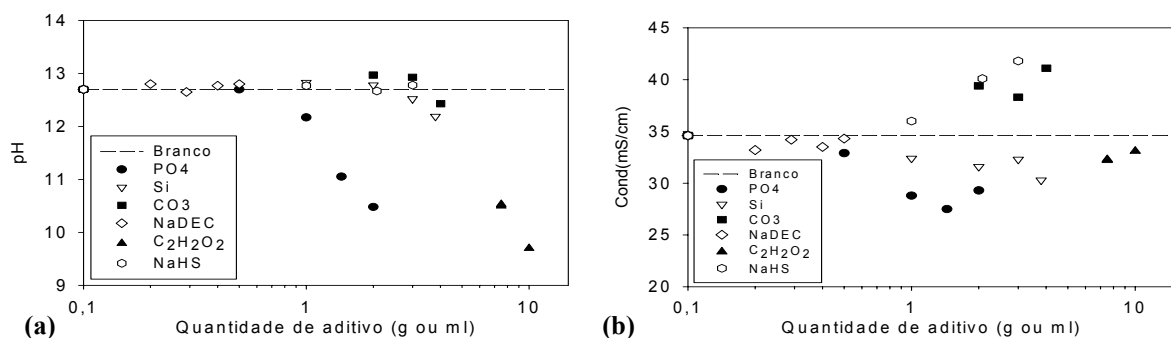 14
13
12
11
10
9
pH
Branco
PO4
Si
CO3
NaDEC
C₂H₂O₂
NaHS
0,1
1
10
Quantidade de aditivo (g ou ml)
(a)
45
40
35
30
25
20
Cond(mS/cm)
Branco
PO4
Si
CO3
NaDEC
C₂H₂O₂
NaHS
0,1
1
10
Quantidade de aditivo (g ou ml)
(b)